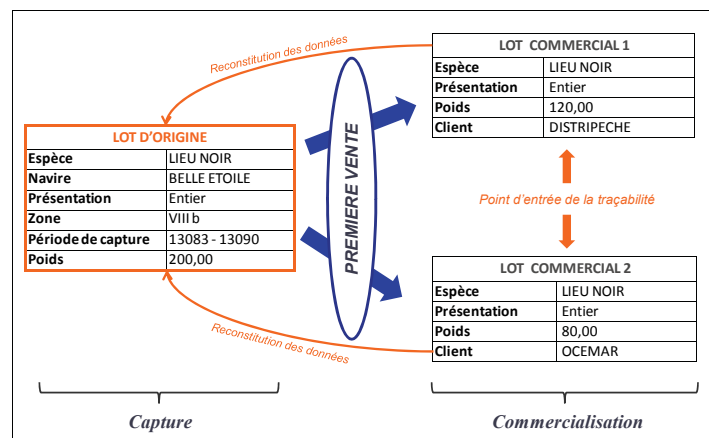 Reconstitution des données
LOT COMMERCIAL 1
Espèce LIEU NOIR
Présentation Entier
Poids 120,00
Client DISTRIPECHE
LOT D'ORIGINE
Espèce LIEU NOIR
Navire BELLE ETOILE
Présentation Entier
Zone VIII b
Période de capture 13083 - 13090
Poids 200,00
PREMIERE VENTE
Point d'entrée de la traçabilité
LOT COMMERCIAL 2
Espèce LIEU NOIR
Présentation Entier
Poids 80,00
Client OCEMAR
Reconstitution des données
Capture
Commercialisation